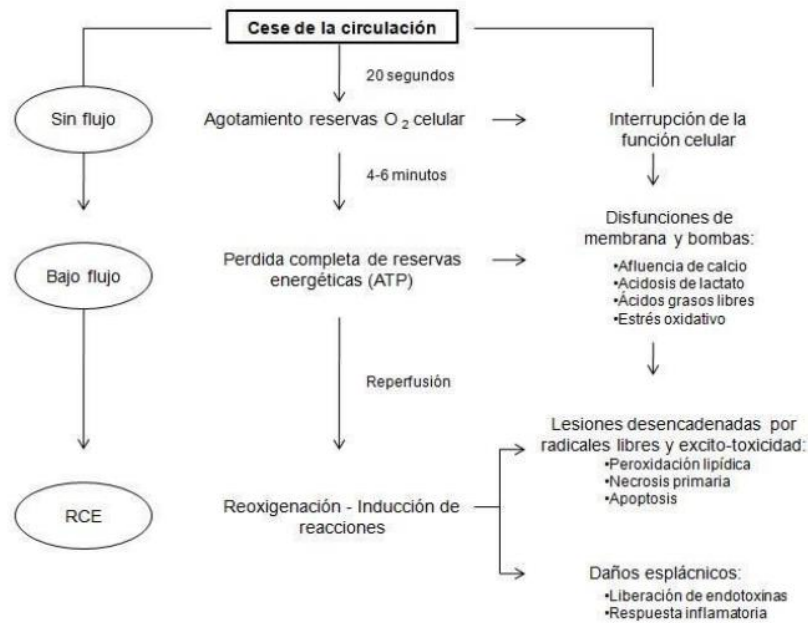 Cese de la circulación
20 segundos
Sin flujo
Agotamiento reservas O₂ celular
Interrupción de la
función celular
4-6 minutos
Bajo flujo
Perdida completa de reservas
energéticas (ATP)
Disfunciones de
membrana y bombas:
•Afluencia de calcio
•Acidosis de lactato
•Ácidos grasos libres
•Estrés oxidativo
Reperfusión
RCE
Reoxigenación - Inducción de
reacciones
Lesiones desencadenadas por
radicales libres y excito-toxicidad:
•Peroxidación lipídica
•Necrosis primaria
•Apoptosis
Daños esplácnicos:
•Liberación de endotoxinas
•Respuesta inflamatoria